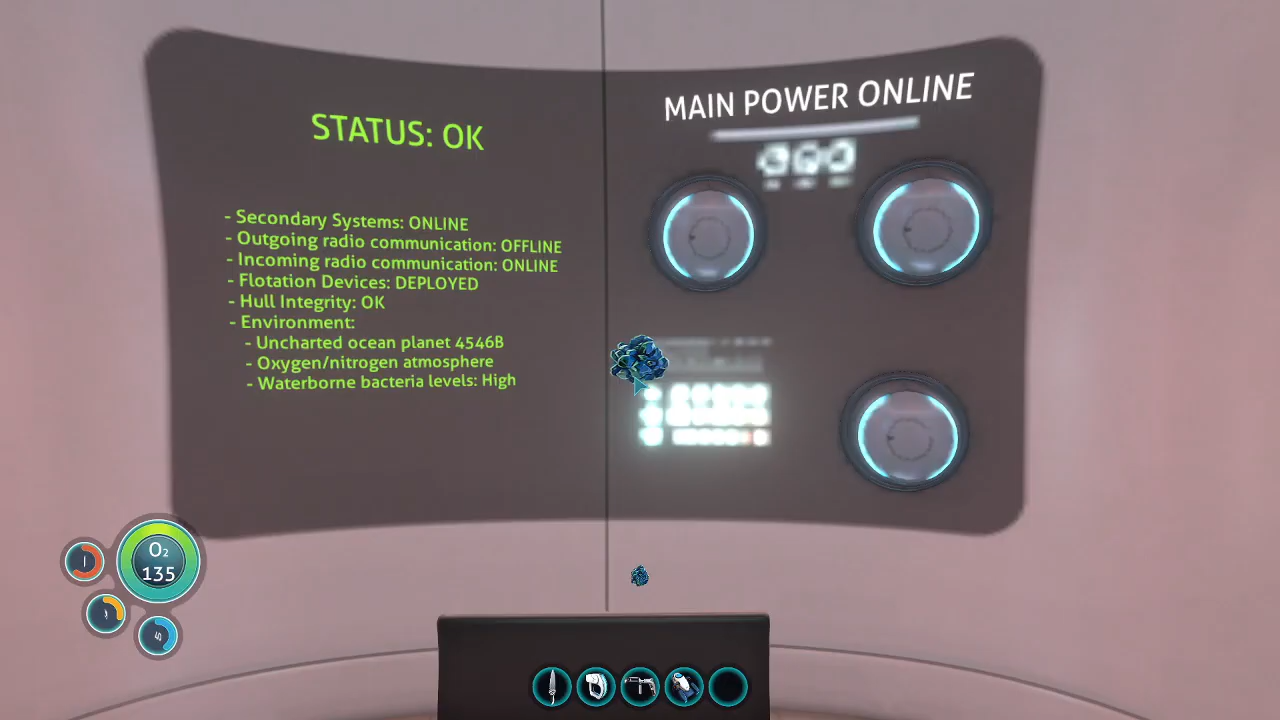 STATUS: OK
- Secondary Systems: ONLINE
- Outgoing radio communication: OFFLINE
- Incoming radio communication: ONLINE
- Flotation Devices: DEPLOYED
- Hull Integrity: OK
- Environment:
- Uncharted ocean planet 4546B
- Oxygen/nitrogen atmosphere
- Waterborne bacteria levels: High
MAIN POWER ONLINE
O₂
135